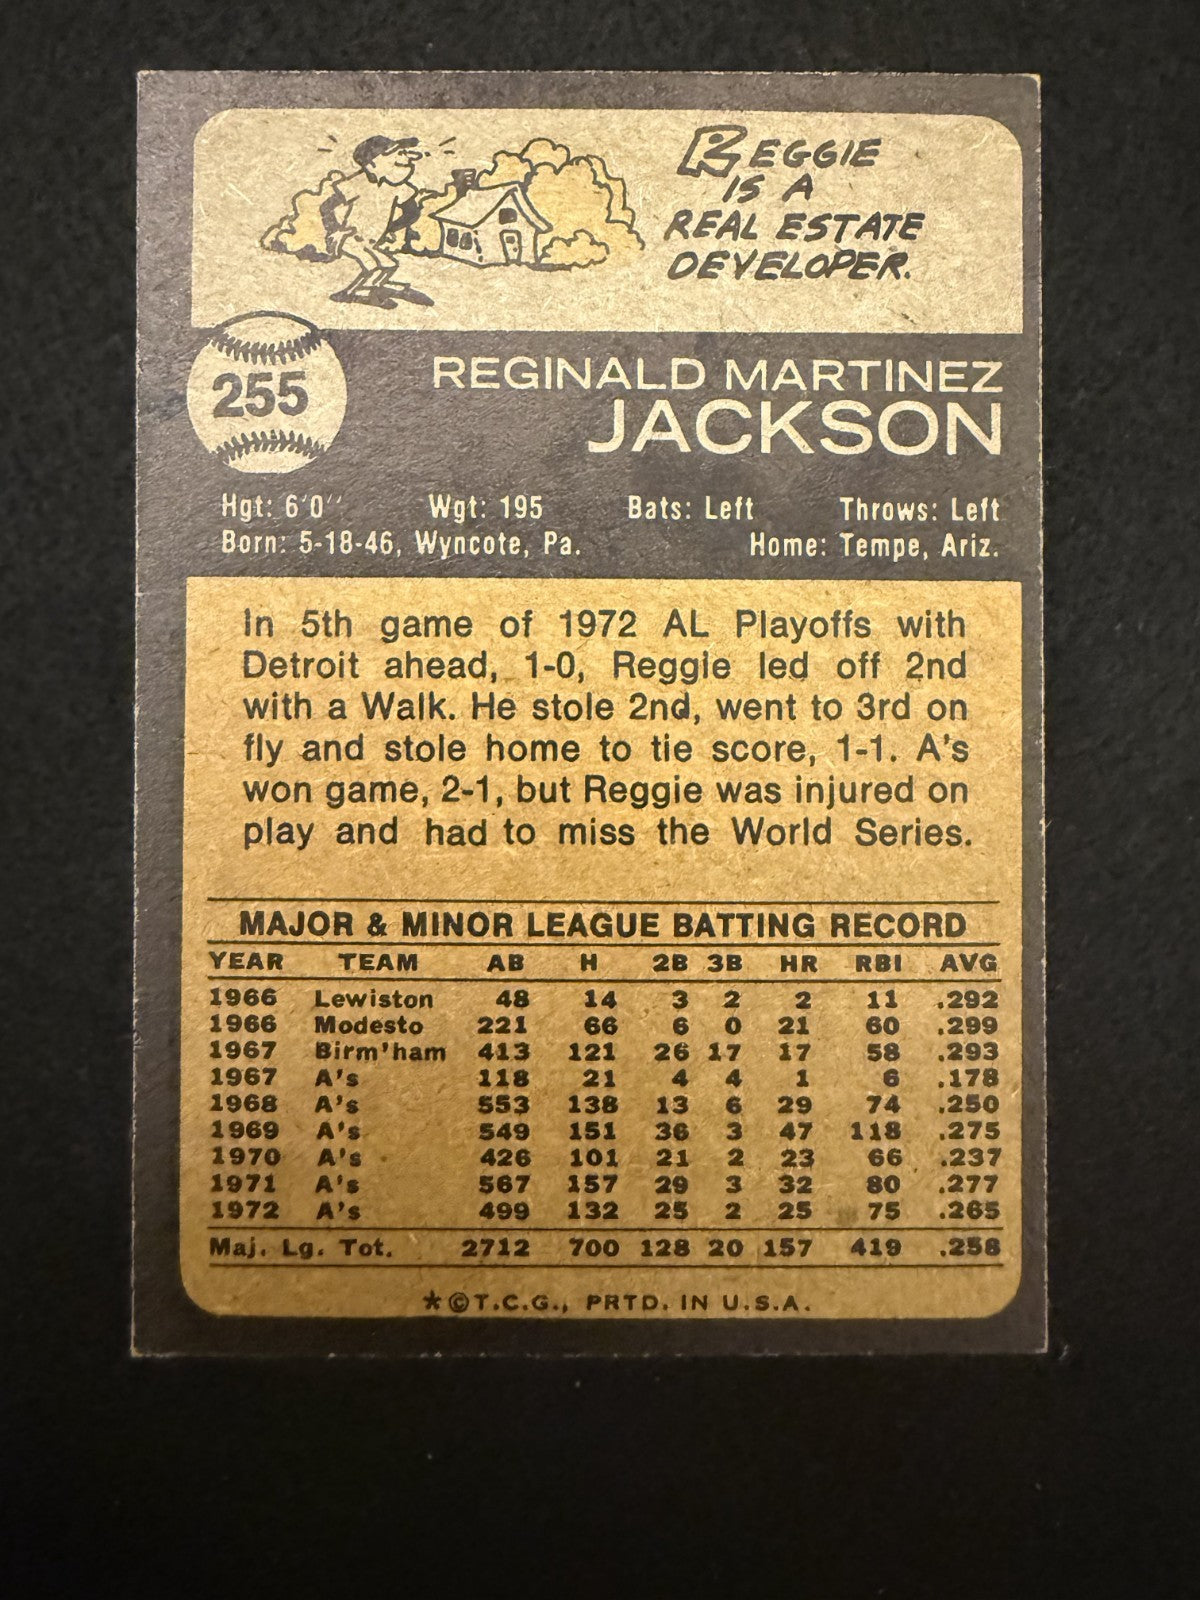 REGGIE
IS A
REAL ESTATE
DEVELOPER.
255
REGINALD MARTINEZ
JACKSON
Hgt: 6'0'' Wgt: 195 Bats: Left Throws: Left
Born: 5-18-46, Wyncote, Pa. Home: Tempe, Ariz.
In 5th game of 1972 AL Playoffs with
Detroit ahead, 1-0, Reggie led off 2nd
with a Walk. He stole 2nd, went to 3rd on
fly and stole home to tie score, 1-1. A's
won game, 2-1, but Reggie was injured on
play and had to miss the World Series.
MAJOR & MINOR LEAGUE BATTING RECORD
YEAR TEAM AB H 2B 3B HR RBI AVG
1966 Lewiston 48 14 3 2 2 11 .292
1966 Modesto 221 66 6 0 21 60 .299
1967 Birm'ham 413 121 26 17 17 58 .293
1967 A's 118 21 4 4 1 6 .178
1968 A's 553 138 13 6 29 74 .250
1969 A's 549 151 36 3 47 118 .275
1970 A's 426 101 21 2 23 66 .237
1971 A's 567 157 29 3 32 80 .277
1972 A's 499 132 25 2 25 75 .265
Maj. Lg. Tot. 2712 700 128 20 157 419 .258
*©T.C.G., PRTD. IN U.S.A.